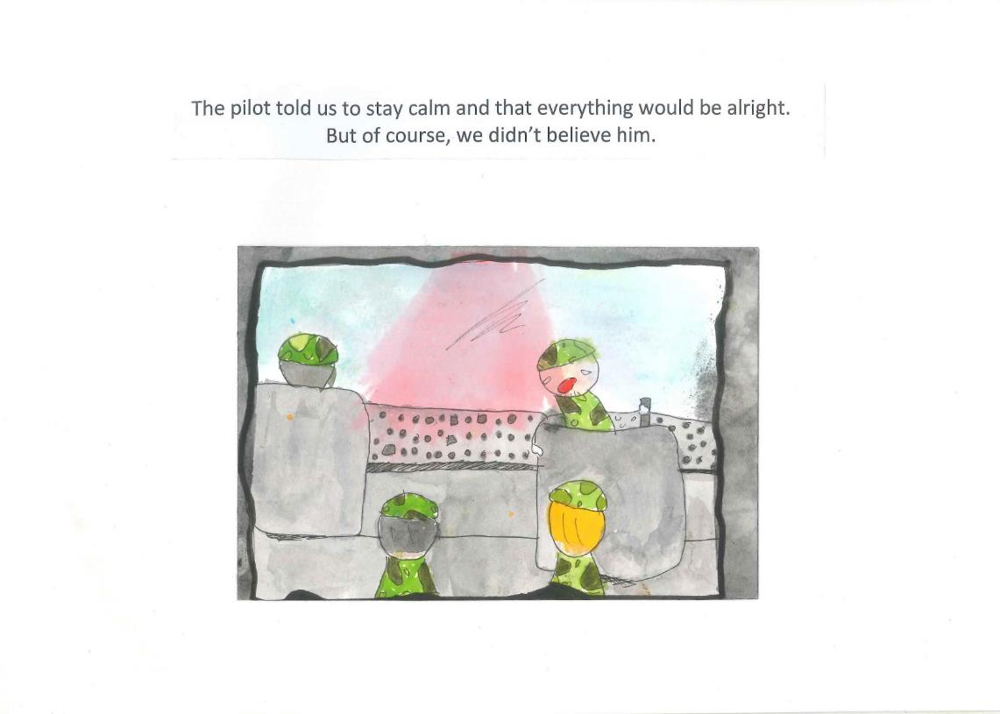 The pilot told us to stay calm and that everything would be alright.
But of course, we didn’t believe him.